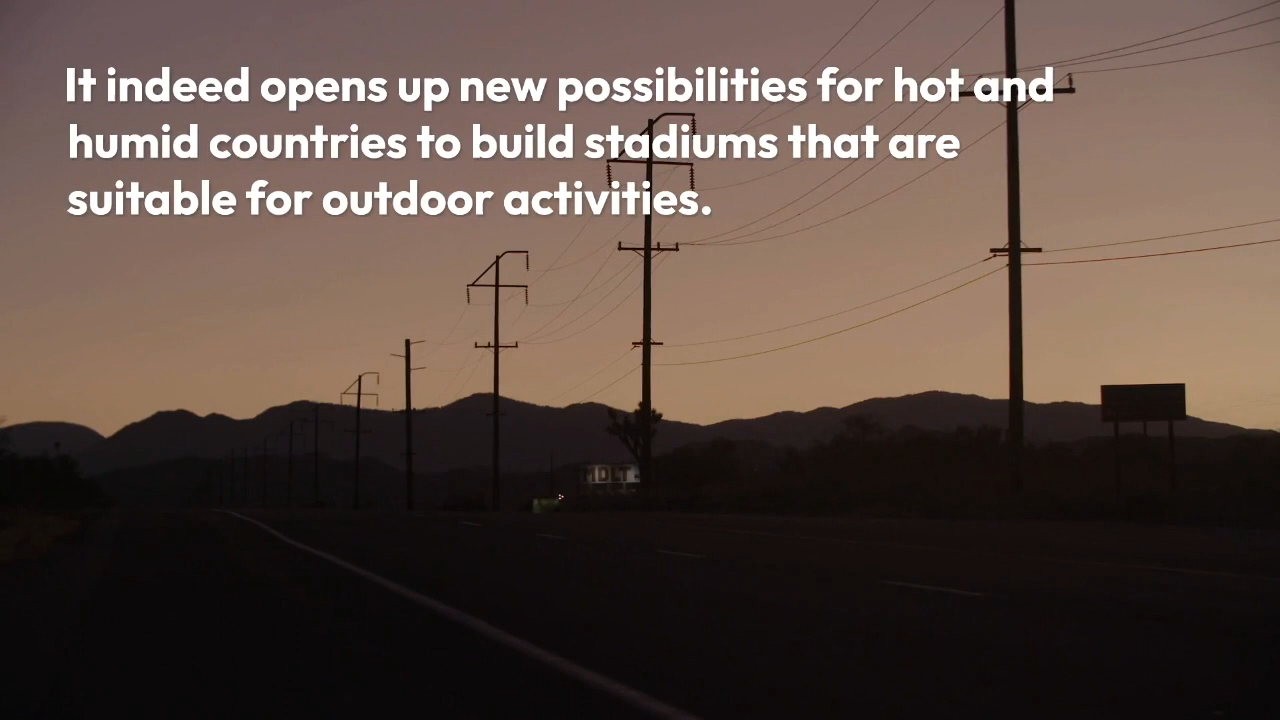 It indeed opens up new possibilities for hot and
humid countries to build stadiums that are
suitable for outdoor activities.